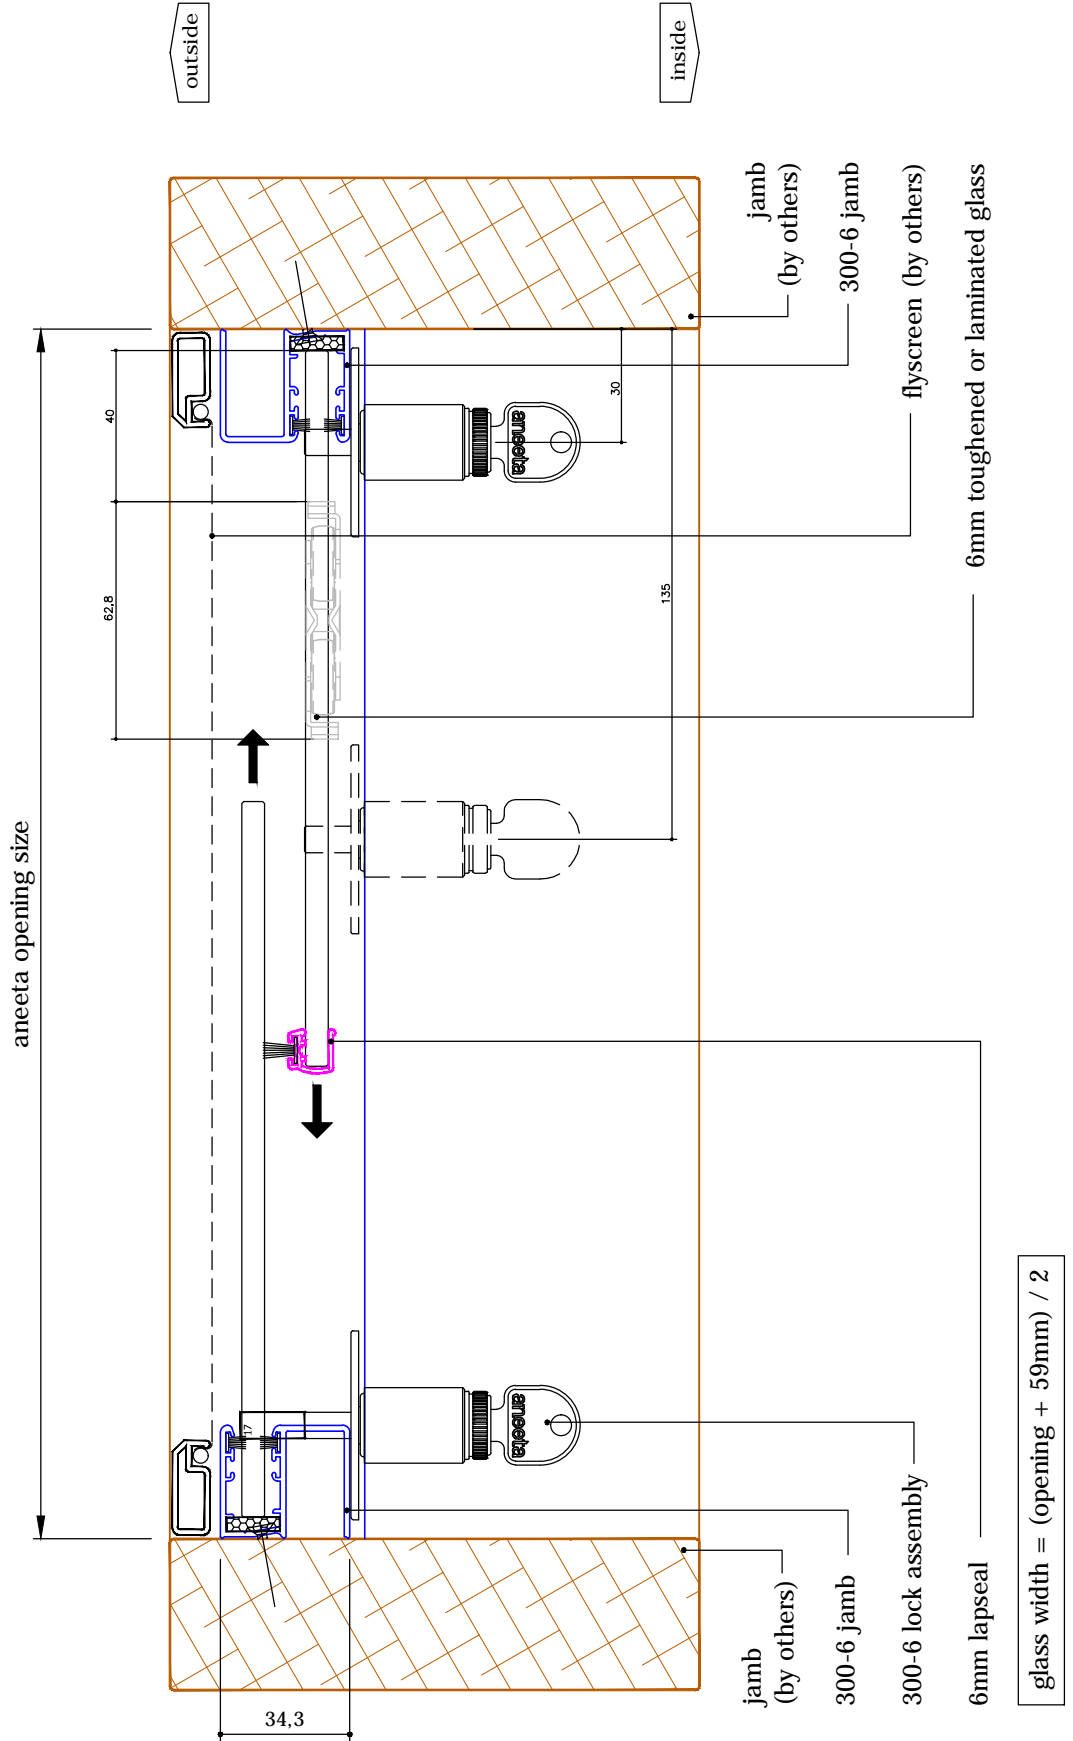 outside
inside
jamb
(by others)
300-6 jamb
flyscreen (by others)
6mm toughened or laminated glass
aneeta opening size
40
62,8
30
135
aneeta
aneeta
17
34,3
jamb
(by others)
300-6 jamb
300-6 lock assembly
6mm lapseal
glass width = (opening + 59mm) / 2